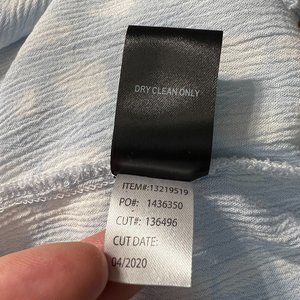 DRY CLEAN ONLY
ITEM#:13219519
PO#: 1436350
CUT#: 136496
CUT DATE:
04/2020